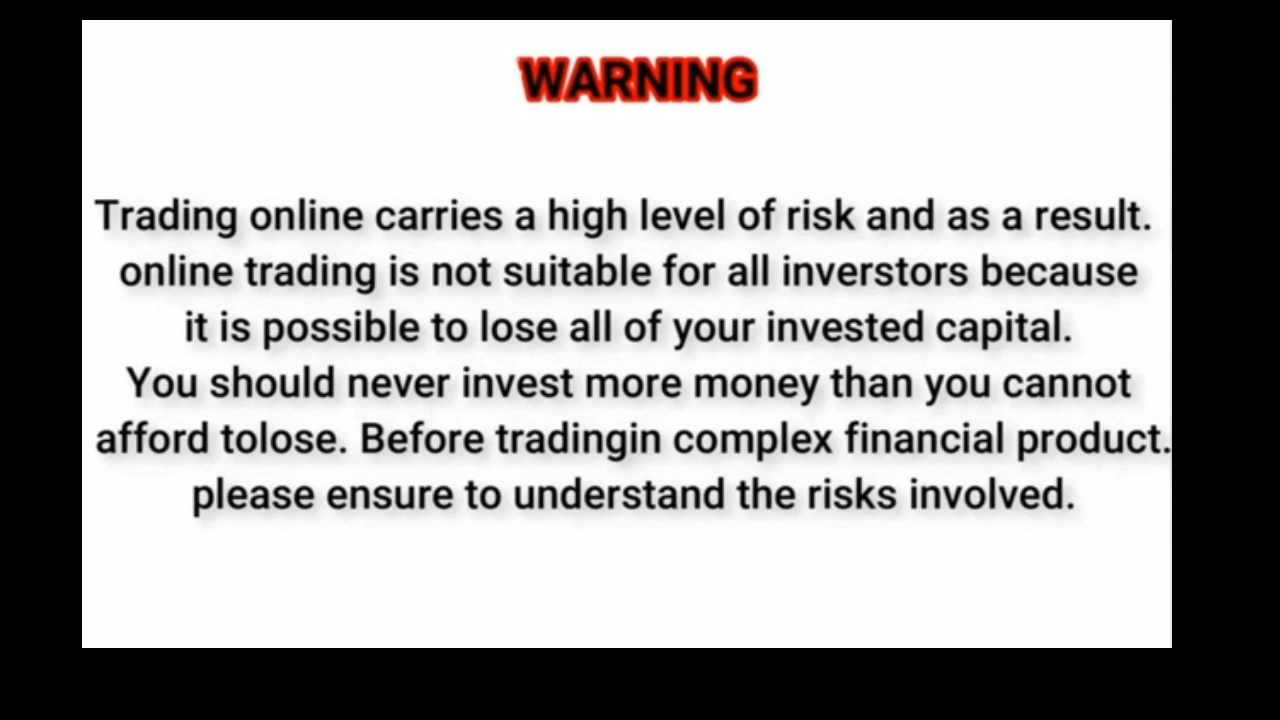 WARNING
Trading online carries a high level of risk and as a result.
online trading is not suitable for all inverstors because
it is possible to lose all of your invested capital.
You should never invest more money than you cannot
afford tolose. Before tradingin complex financial product.
please ensure to understand the risks involved.